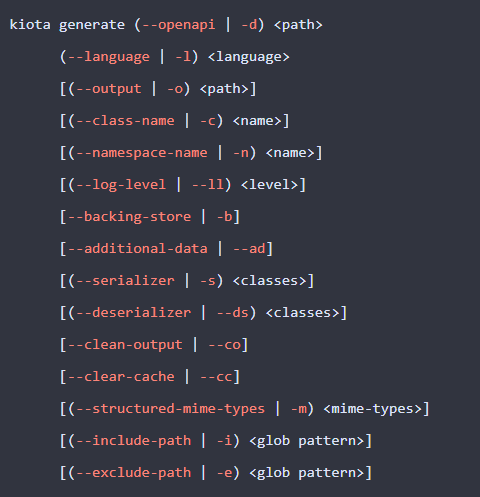 kiota generate (--openapi | -d) <path>
(--language | -l) <language>
[(--output | -o) <path>]
[(--class-name | -c) <name>]
[(--namespace-name | -n) <name>]
[(--log-level | --ll) <level>]
[--backing-store | -b]
[--additional-data | --ad]
[(--serializer | -s) <classes>]
[(--deserializer | --ds) <classes>]
[--clean-output | --co]
[--clear-cache | --cc]
[(--structured-mime-types | -m) <mime-types>]
[(--include-path | -i) <glob pattern>]
[(--exclude-path | -e) <glob pattern>]